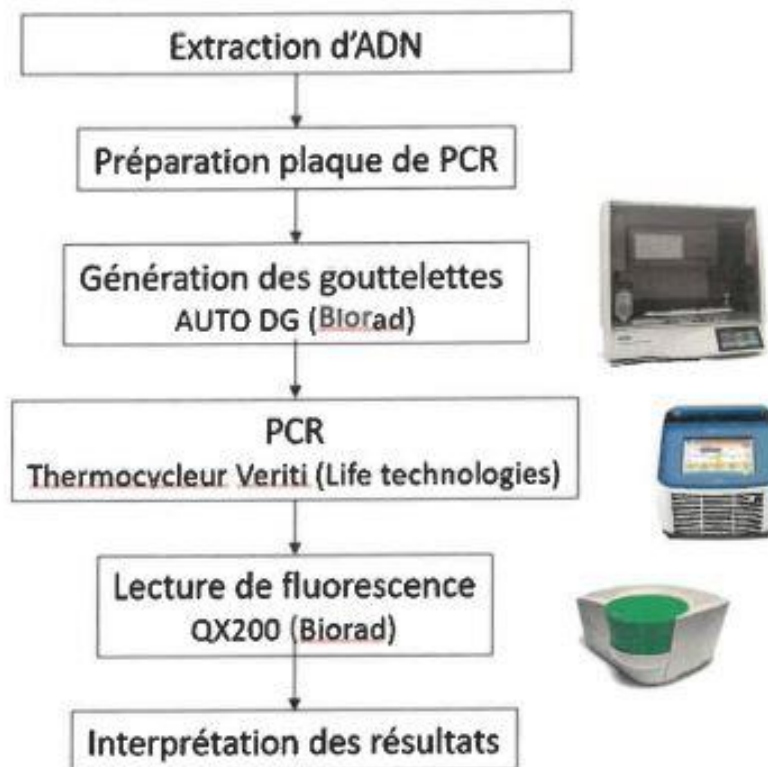 Extraction d'ADN
Préparation plaque de PCR
Génération des gouttelettes
AUTO DG (Biorad)
PCR
Thermocycleur Veriti (Life technologies)
Lecture de fluorescence
QX200 (Biorad)
Interprétation des résultats